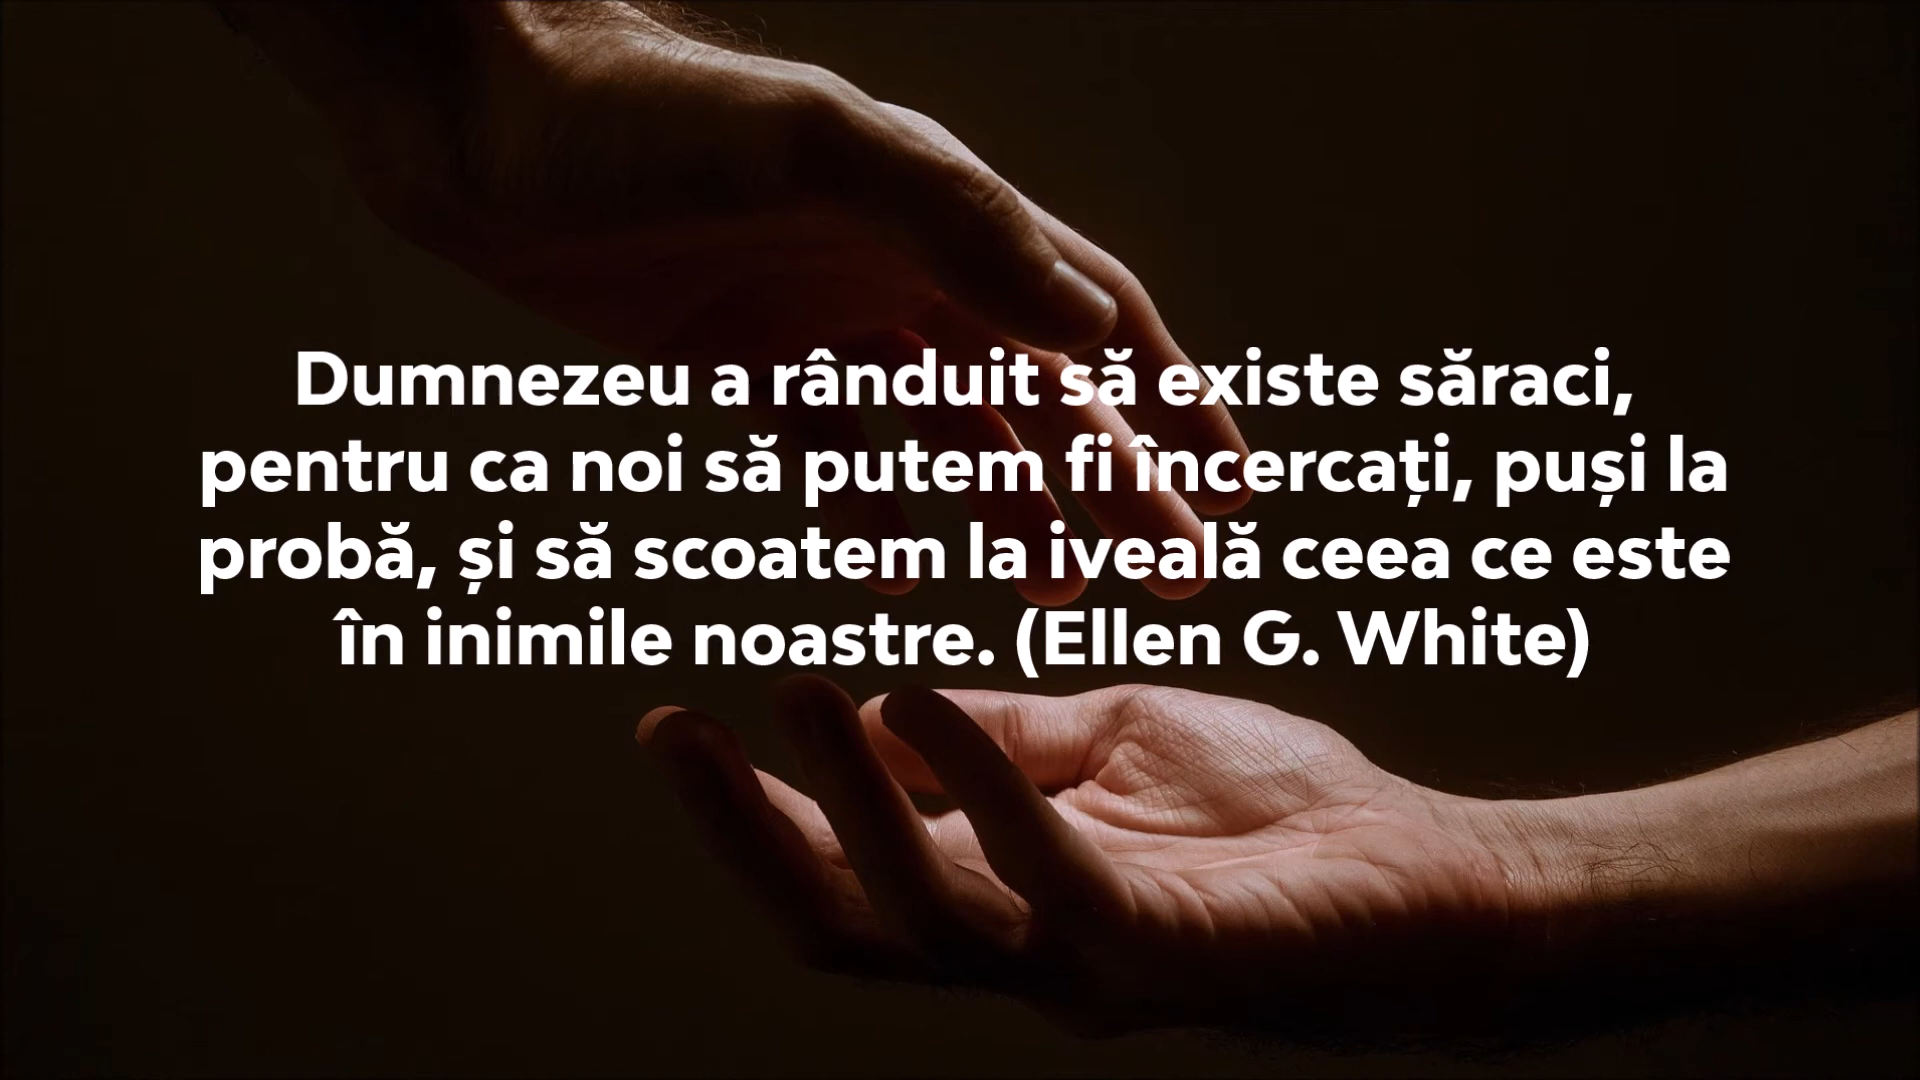 Dumnezeu a rânduit să existe săraci,
pentru ca noi să putem fi încercați, puși la
probă, și să scoatem la iveală ceea ce este
în inimile noastre. (Ellen G. White)